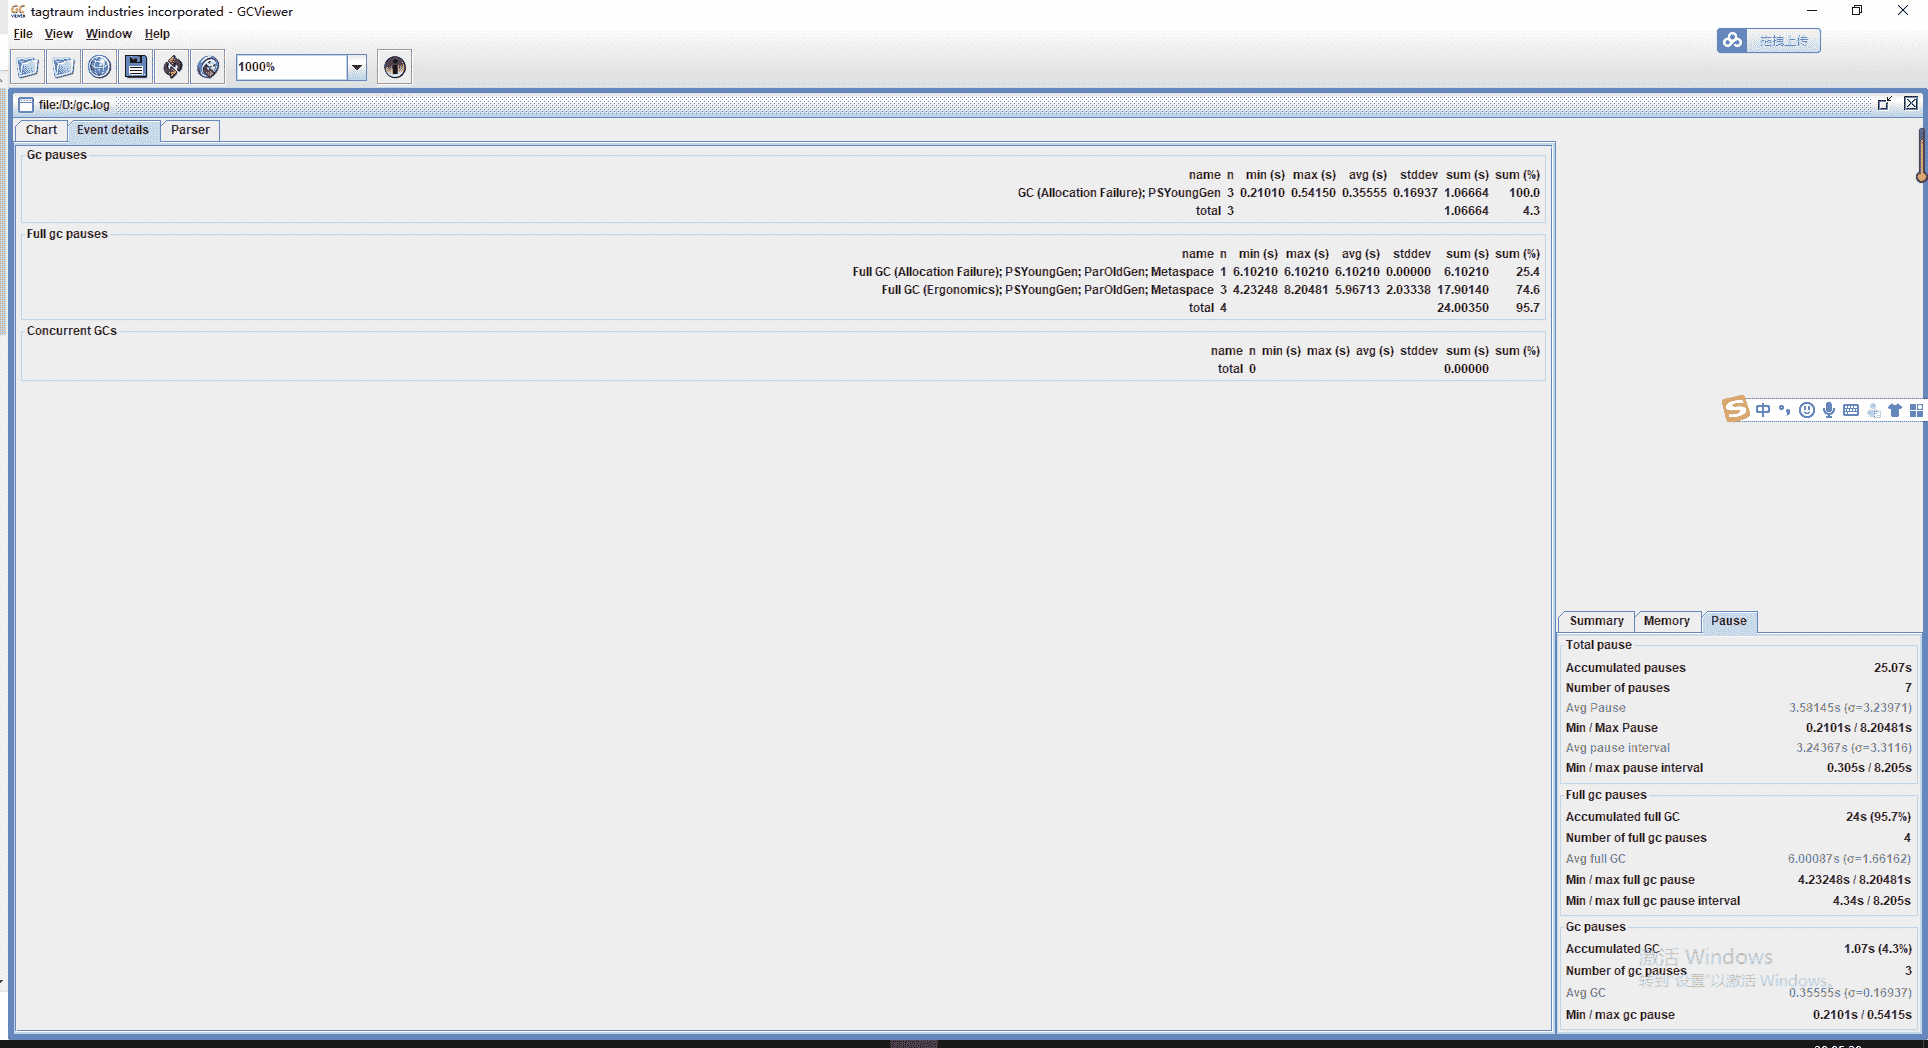 tagtraum industries incorporated - GCViewer
File View Window Help
拖拽上传
1000%
file:/D:/gc.log
Chart Event details Parser
Gc pauses
name n min (s) max (s) avg (s) stddev sum (s) sum (%)
GC (Allocation Failure); PSYoungGen 3 0.21010 0.54150 0.35555 0.16937 1.06664 100.0
total 3 1.06664 4.3
Full gc pauses
name n min (s) max (s) avg (s) stddev sum (s) sum (%)
Full GC (Allocation Failure); PSYoungGen; ParOldGen; Metaspace 1 6.10210 6.10210 6.10210 0.00000 6.10210 25.4
Full GC (Ergonomics); PSYoungGen; ParOldGen; Metaspace 3 4.23248 8.20481 5.96713 2.03338 17.90140 74.6
total 4 24.00350 95.7
Concurrent GCs
name n min (s) max (s) avg (s) stddev sum (s) sum (%)
total 0 0.00000
中
Summary Memory Pause
Total pause
Accumulated pauses 25.07s
Number of pauses 7
Avg Pause 3.58145s (σ=3.23971)
Min / Max Pause 0.2101s / 8.20481s
Avg pause interval 3.24367s (σ=3.3116)
Min / max pause interval 0.305s / 8.205s
Full gc pauses
Accumulated full GC 24s (95.7%)
Number of full gc pauses 4
Avg full GC 6.00087s (σ=1.66162)
Min / max full gc pause 4.23248s / 8.20481s
Min / max full gc pause interval 4.34s / 8.205s
Gc pauses
Accumulated GC 1.07s (4.3%)
激活 Windows
Number of gc pauses 3
转到"设置"以激活 Windows。
Avg GC 0.35555s (σ=0.16937)
Min / max gc pause 0.2101s / 0.5415s